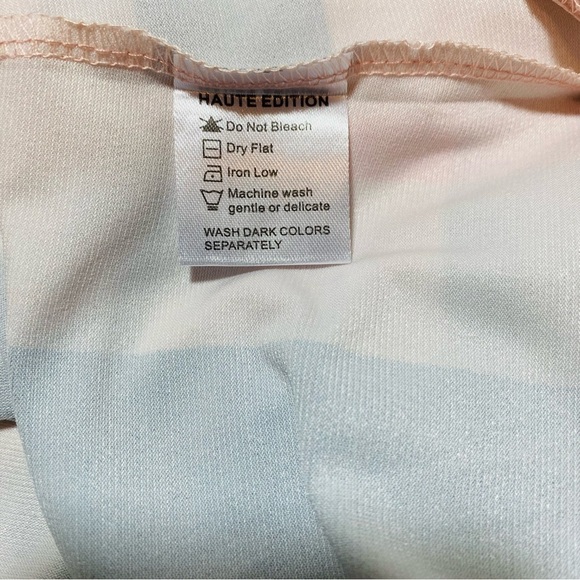 HAUTE EDITION
Do Not Bleach
Dry Flat
Iron Low
Machine wash
gentle or delicate
WASH DARK COLORS
SEPARATELY